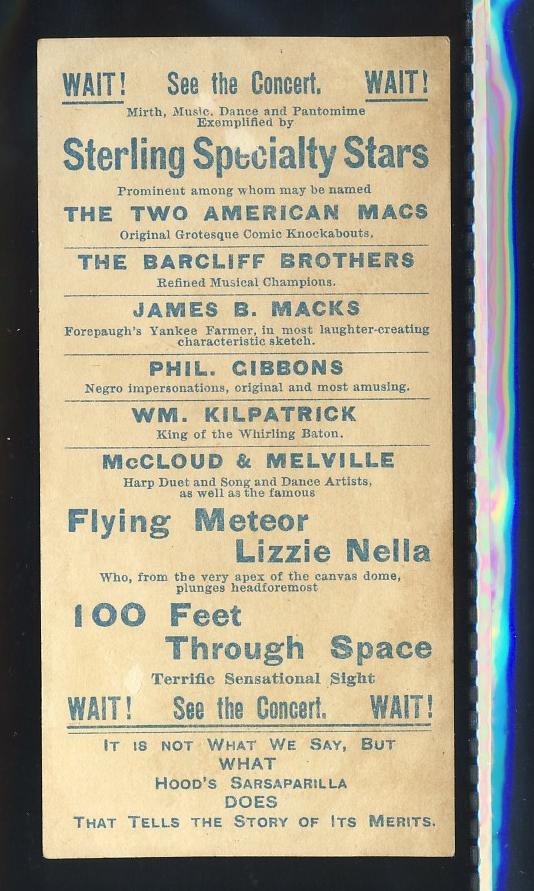 WAIT! See the Concert. WAIT!
Mirth, Music, Dance and Pantomime
Exemplified by
Sterling Specialty Stars
Prominent among whom may be named
THE TWO AMERICAN MACS
Original Grotesque Comic Knockabouts.
THE BARCLIFF BROTHERS
Refined Musical Champions.
JAMES B. MACKS
Forepaugh's Yankee Farmer, in most laughter-creating
characteristic sketch.
PHIL. GIBBONS
Negro impersonations, original and most amusing.
WM. KILPATRICK
King of the Whirling Baton.
McCLOUD & MELVILLE
Harp Duet and Song and Dance Artists,
as well as the famous
Flying Meteor
Lizzie Nella
Who, from the very apex of the canvas dome,
plunges headforemost
100 Feet
Through Space
Terrific Sensational Sight
WAIT! See the Concert. WAIT!
IT IS NOT WHAT WE SAY, BUT
WHAT
HOOD'S SARSAPARILLA
DOES
THAT TELLS THE STORY OF ITS MERITS.